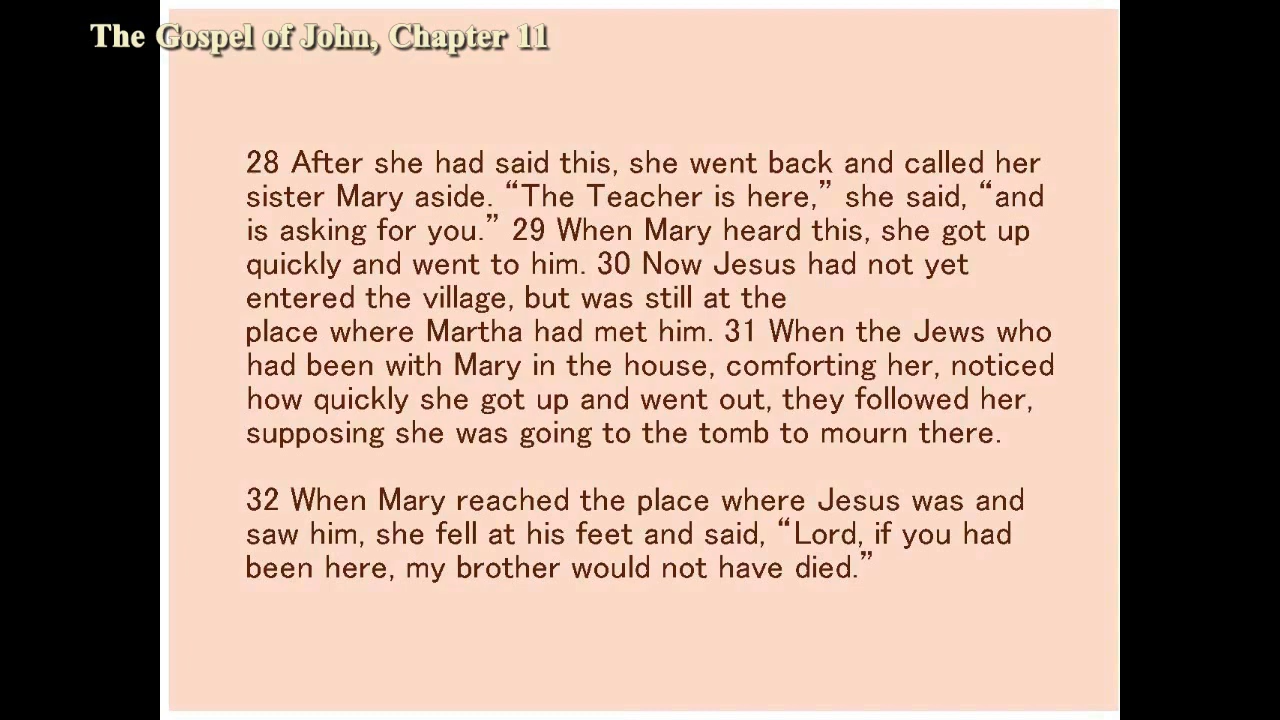 The Gospel of John, Chapter 11
28 After she had said this, she went back and called her
sister Mary aside. “The Teacher is here,” she said, “and
is asking for you.” 29 When Mary heard this, she got up
quickly and went to him. 30 Now Jesus had not yet
entered the village, but was still at the
place where Martha had met him. 31 When the Jews who
had been with Mary in the house, comforting her, noticed
how quickly she got up and went out, they followed her,
supposing she was going to the tomb to mourn there.
32 When Mary reached the place where Jesus was and
saw him, she fell at his feet and said, “Lord, if you had
been here, my brother would not have died.”